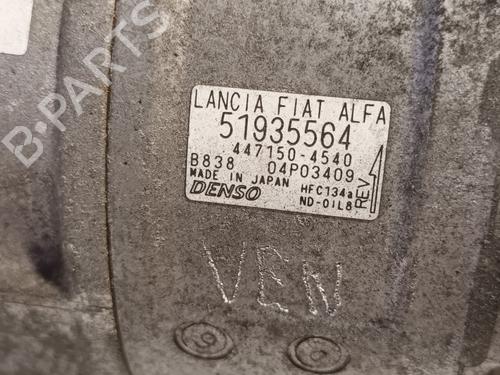 B-PARTS
LANCIA FIAT ALFA
51935564
447150-4540
B838 04P03409
MADE IN JAPAN HFC134a
DENSO ND-OIL8
REV
VEN